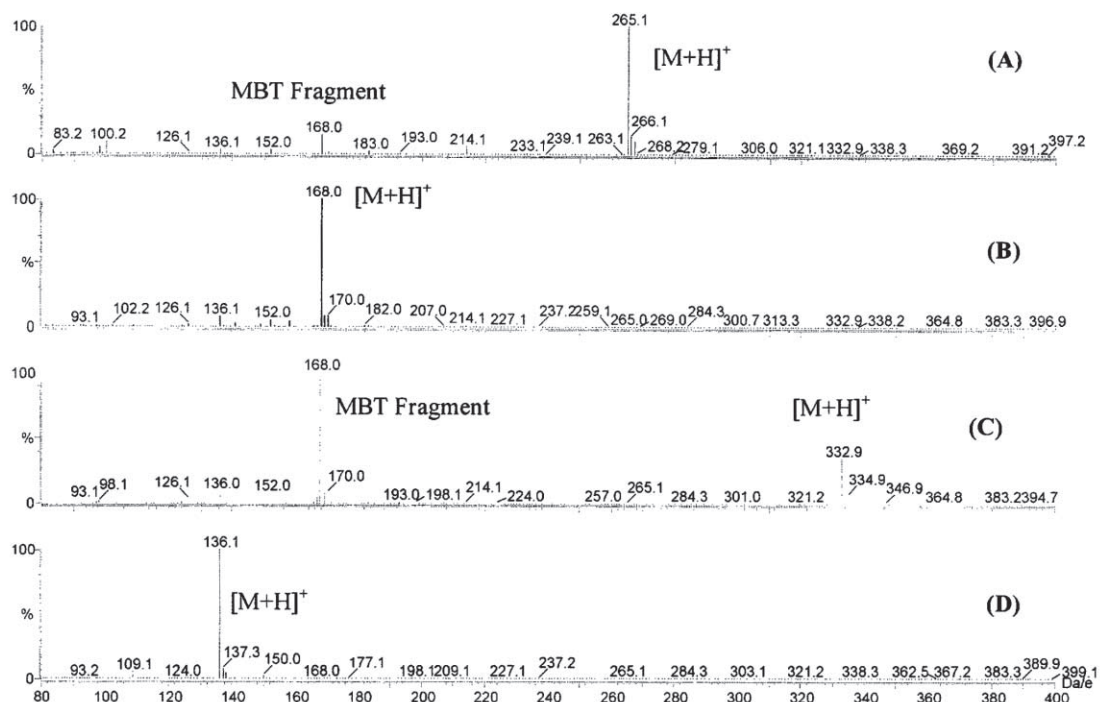 100 265.1
[M+H]+ (A)
% MBT Fragment
83.2 100.2 126.1 136.1 152.0 168.0 183.0 193.0 214.1 233.1 239.1 263.1 266.1 268.2 279.1 306.0 321.1 332.9 338.3 369.2 391.2 397.2
0
100 168.0 [M+H]+
% (B)
93.1 102.2 126.1 136.1 152.0 170.0 182.0 207.0 214.1 227.1 237.2 259.1 265.0 269.0 284.3 300.7 313.3 332.9 338.2 364.8 383.3 396.9
0
100 168.0
MBT Fragment [M+H]+ (C)
% 332.9
93.1 98.1 126.1 136.0 152.0 170.0 193.0 198.1 214.1 224.0 257.0 265.1 284.3 301.0 321.2 334.9 346.9 364.8 383.2 394.7
0
100 136.1
[M+H]+ (D)
%
93.2 109.1 124.0 137.3 150.0 168.0 177.1 198.1 209.1 227.1 237.2 265.1 284.3 303.1 321.2 338.3 362.5 367.2 383.3 389.9 399.1
0 Da/e
80 100 120 140 160 180 200 220 240 260 280 300 320 340 360 380 400